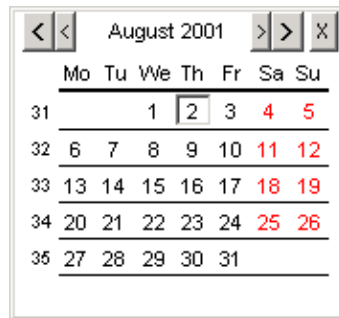 < < August 2001 > > X
Mo Tu We Th Fr Sa Su
31 1 2 3 4 5
32 6 7 8 9 10 11 12
33 13 14 15 16 17 18 19
34 20 21 22 23 24 25 26
35 27 28 29 30 31